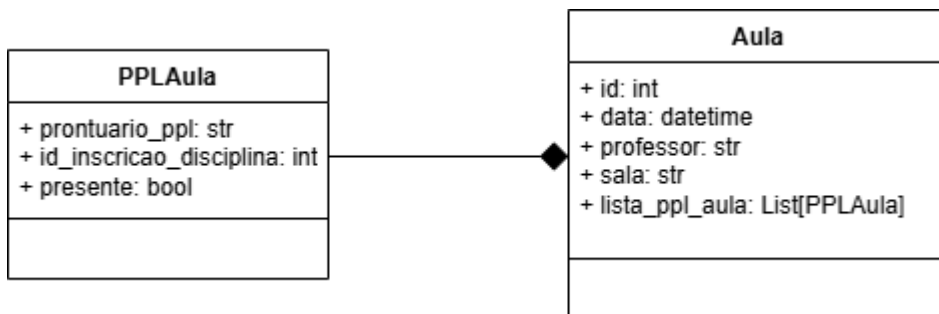 PPLAula
+ prontuario_ppl: str
+ id_inscricao_disciplina: int
+ presente: bool
Aula
+ id: int
+ data: datetime
+ professor: str
+ sala: str
+ lista_ppl_aula: List[PPLAula]